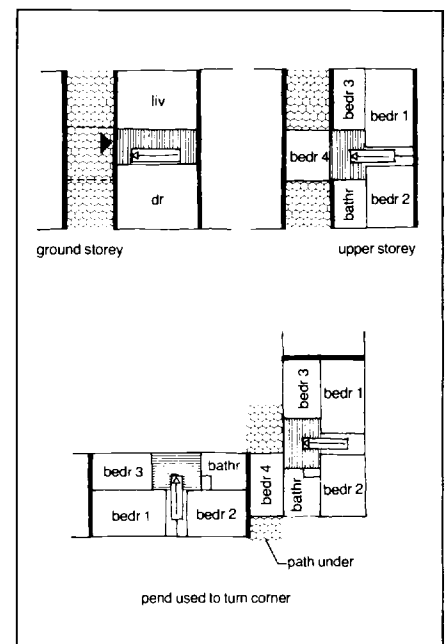 liv
dr
ground storey
bedr 3
bedr 1
bedr 4
bathr
bedr 2
upper storey
bedr 3
bedr 1
bedr 3
bathr
bedr 4
bedr 1
bedr 2
bathr
bedr 2
path under
pend used to turn corner